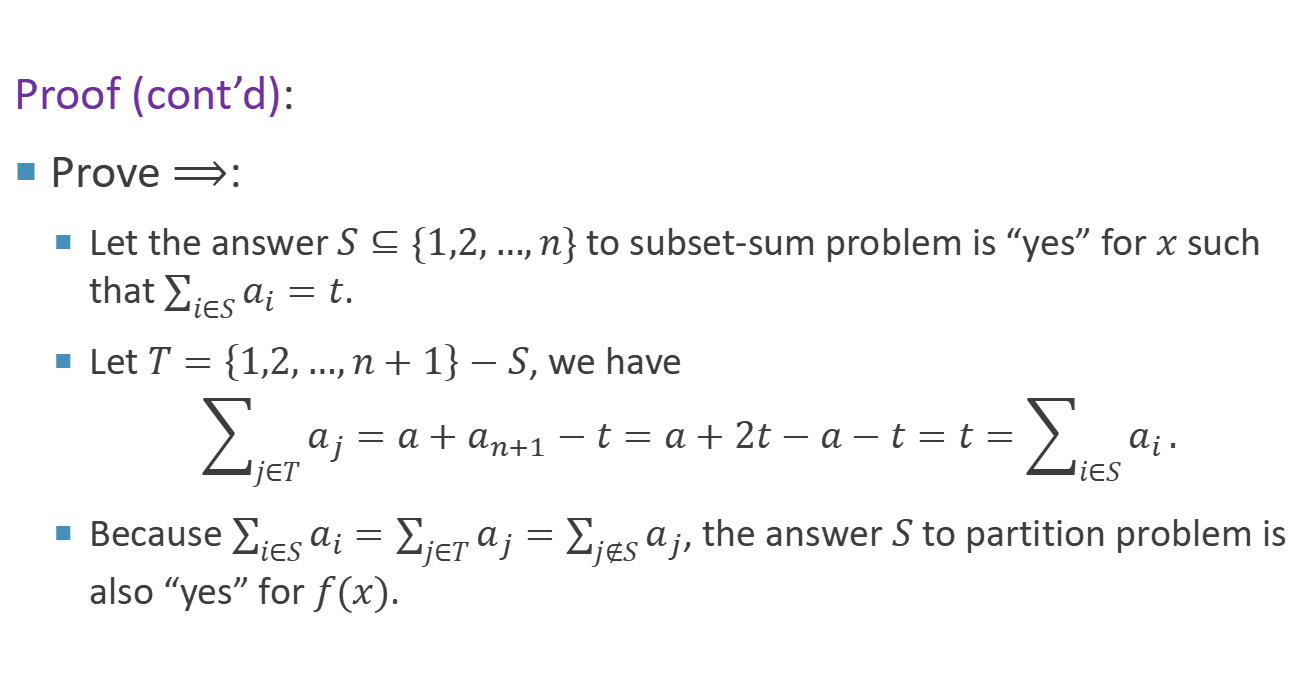 Proof (cont’d):
▪ Prove ⟹:
▪ Let the answer 𝑆 ⊆ {1,2, …, 𝑛} to subset-sum problem is “yes” for 𝑥 such
that ∑_{𝑖∈𝑆} 𝑎_𝑖 = 𝑡.
▪ Let 𝑇 = {1,2, …, 𝑛 + 1} − 𝑆, we have
∑_{𝑗∈𝑇} 𝑎_𝑗 = 𝑎 + 𝑎_{𝑛+1} − 𝑡 = 𝑎 + 2𝑡 − 𝑎 − 𝑡 = 𝑡 = ∑_{𝑖∈𝑆} 𝑎_𝑖 .
▪ Because ∑_{𝑖∈𝑆} 𝑎_𝑖 = ∑_{𝑗∈𝑇} 𝑎_𝑗 = ∑_{𝑗∉𝑆} 𝑎_𝑗, the answer 𝑆 to partition problem is
also “yes” for 𝑓(𝑥).